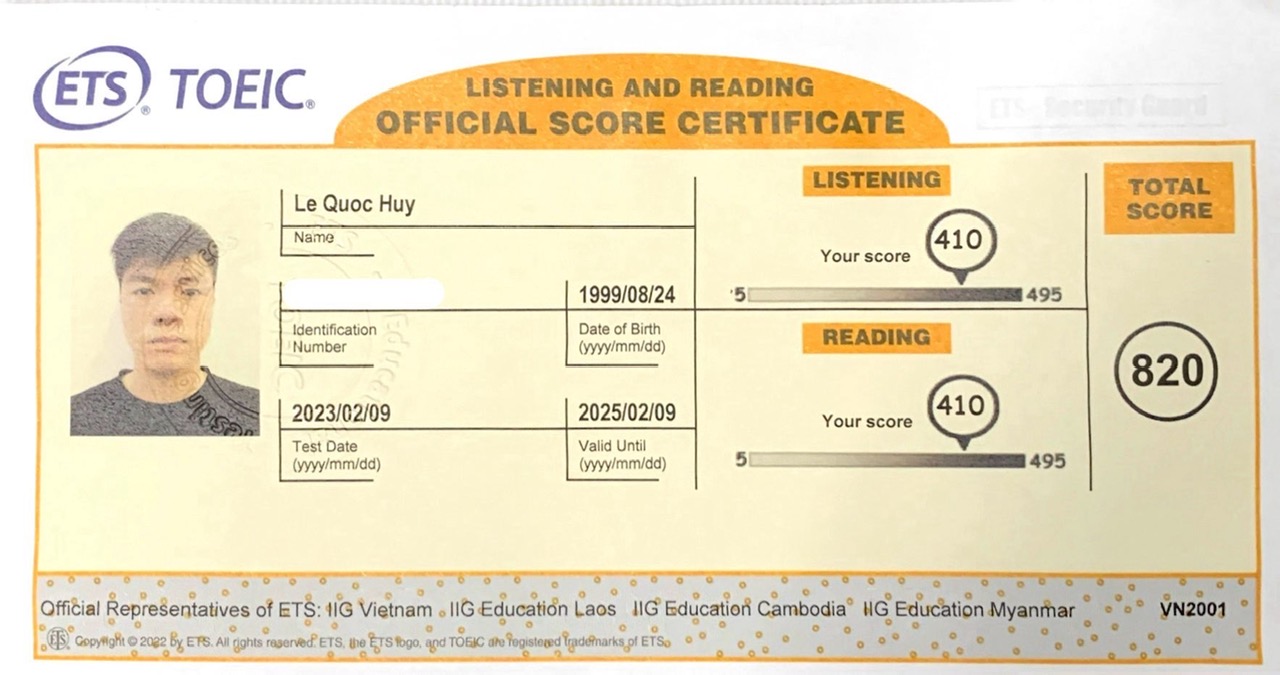 ETS® TOEIC®
LISTENING AND READING
OFFICIAL SCORE CERTIFICATE
ETS - Security Guard
Le Quoc Huy
Name
1999/08/24
Identification
Number
Date of Birth
(yyyy/mm/dd)
2023/02/09
2025/02/09
Test Date
(yyyy/mm/dd)
Valid Until
(yyyy/mm/dd)
LISTENING
Your score
410
5
495
READING
Your score
410
5
495
TOTAL
SCORE
820
Official Representatives of ETS: IIG Vietnam IIG Education Laos IIG Education Cambodia IIG Education Myanmar
VN2001
Copyright © 2022 by ETS. All rights reserved. ETS, the ETS logo, and TOEIC are registered trademarks of ETS.